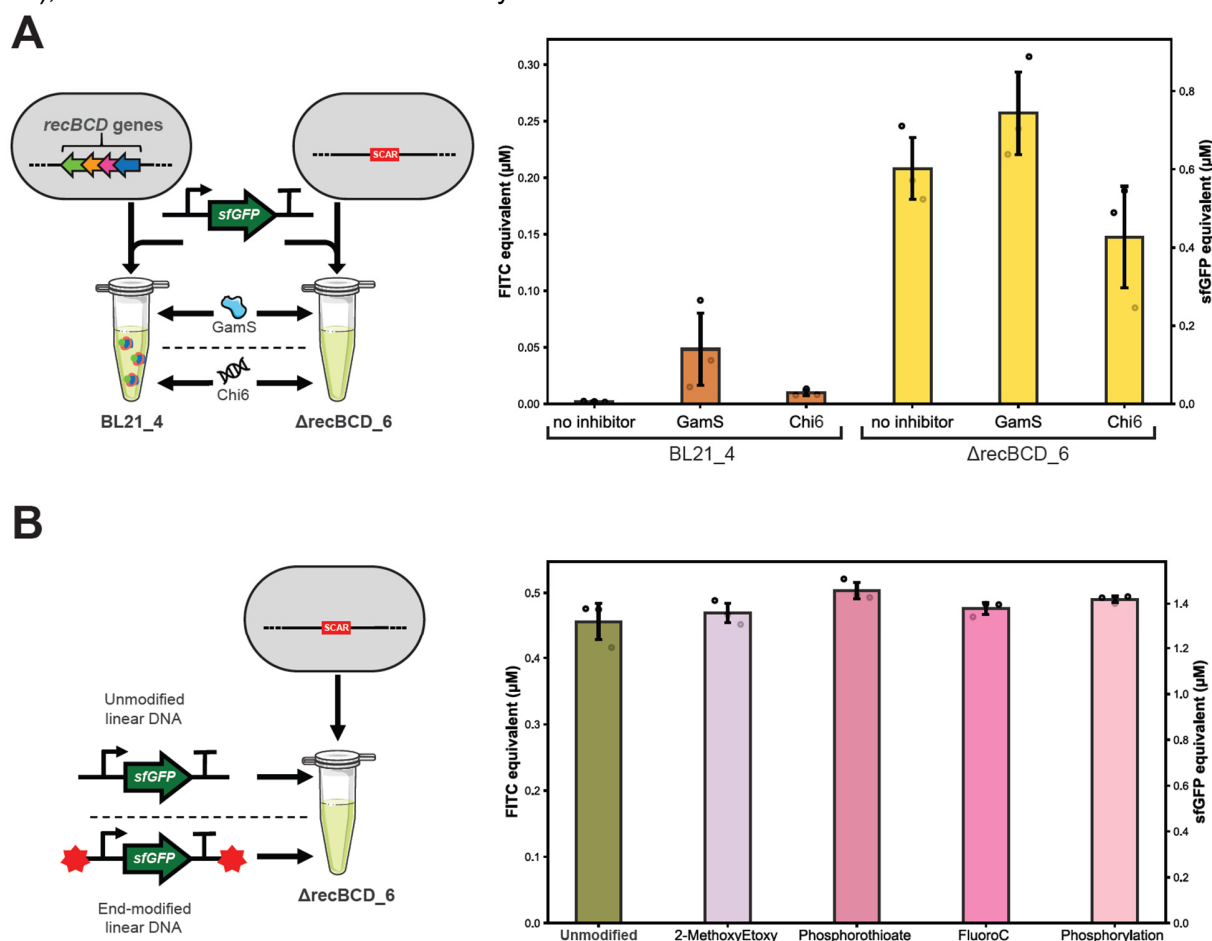 A
recBCD genes
SCAR
sfGFP
GamS
Chi6
BL21_4
ΔrecBCD_6
FITC equivalent (µM)
0.30
0.25
0.20
0.15
0.10
0.05
0.00
sfGFP equivalent (µM)
0.8
0.6
0.4
0.2
0.0
no inhibitor GamS Chi6 no inhibitor GamS Chi6
BL21_4 ΔrecBCD_6
B
SCAR
Unmodified
linear DNA
sfGFP
sfGFP
End-modified
linear DNA
ΔrecBCD_6
FITC equivalent (µM)
0.5
0.4
0.3
0.2
0.1
0.0
sfGFP equivalent (µM)
1.4
1.2
1.0
0.8
0.6
0.4
0.2
0.0
Unmodified 2-MethoxyEtoxy Phosphorothioate FluoroC Phosphorylation